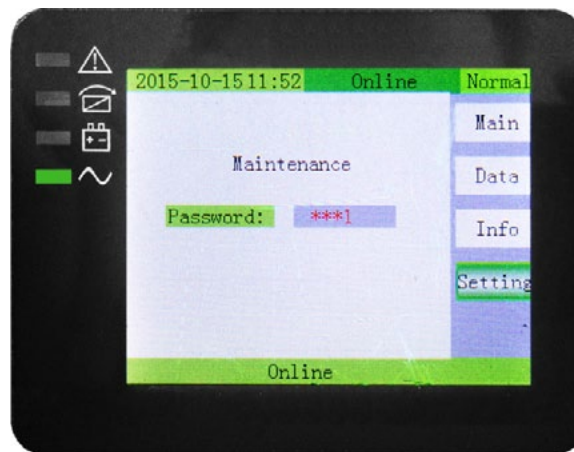 2015-10-15 11:52 Online Normal
Main
Maintenance
Data
Password: ***1
Info
Setting
Online